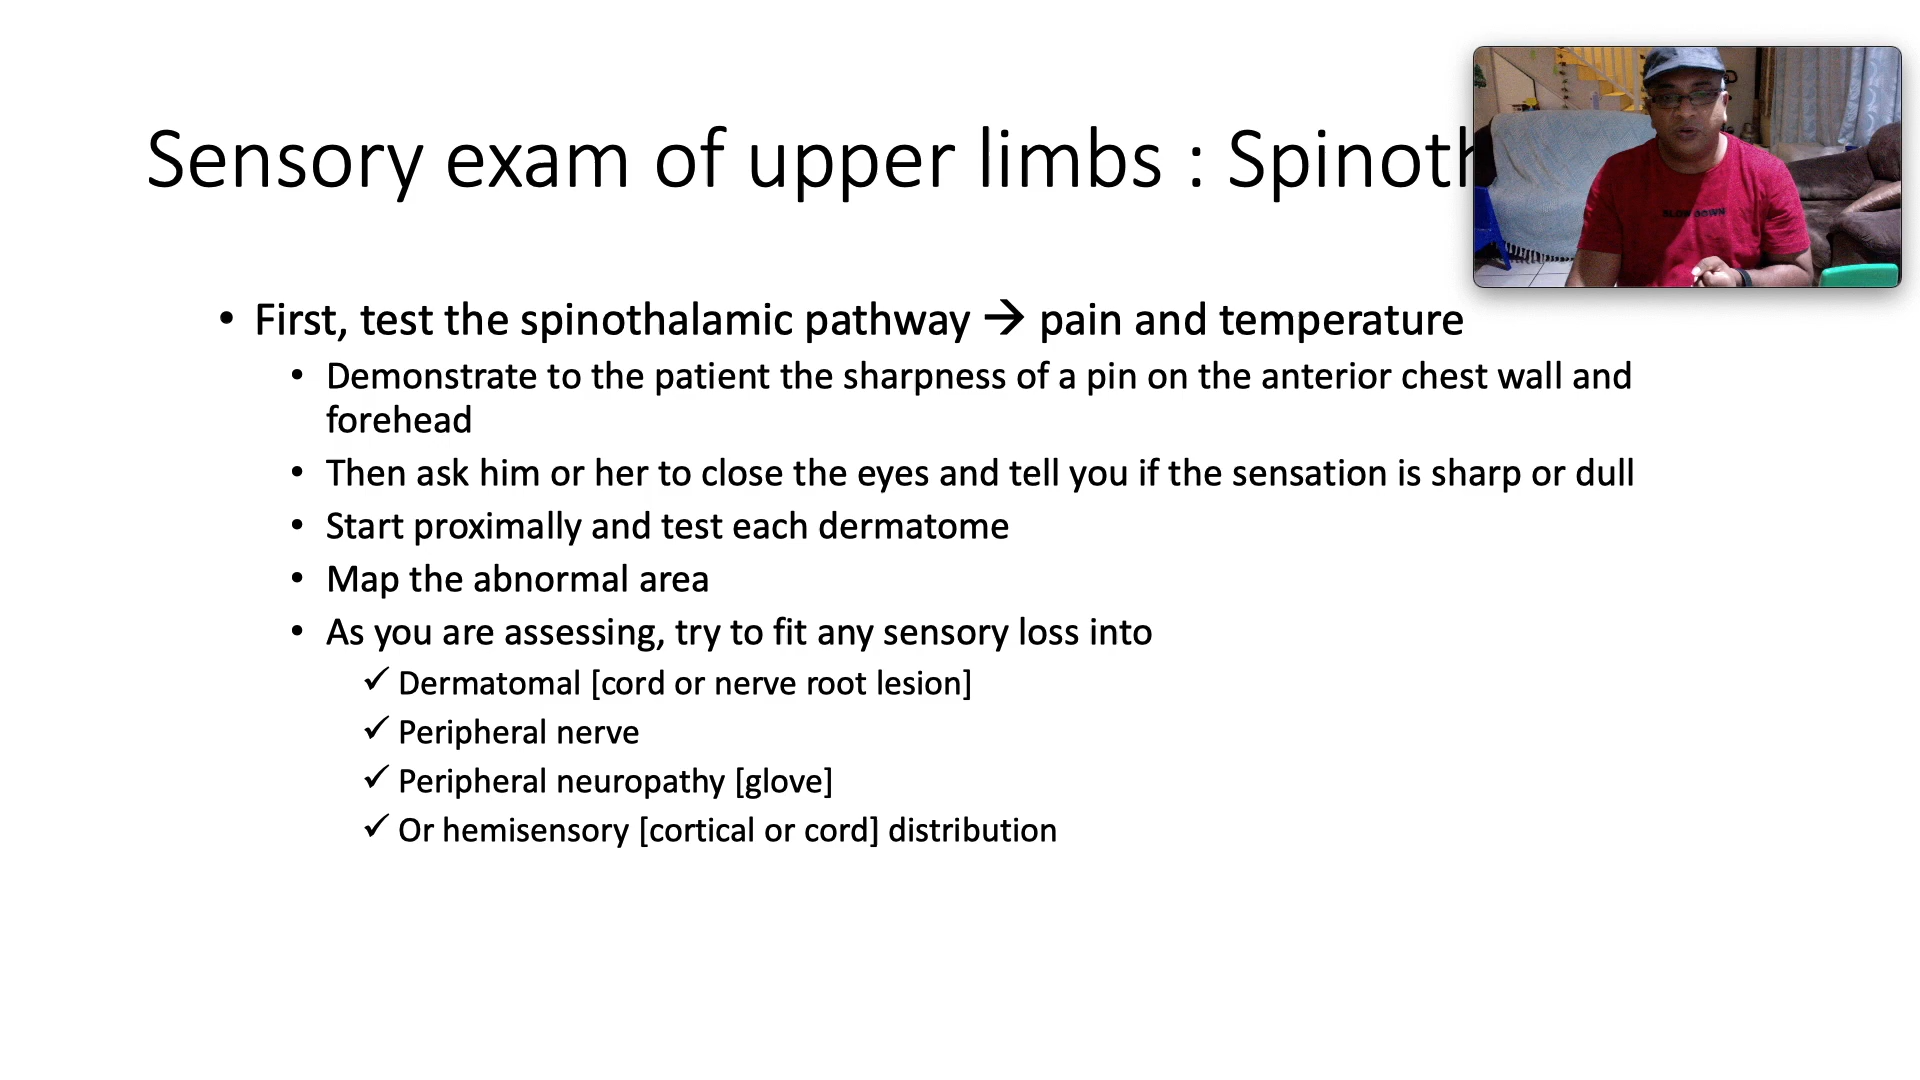 Sensory exam of upper limbs : Spinoth
• First, test the spinothalamic pathway → pain and temperature
• Demonstrate to the patient the sharpness of a pin on the anterior chest wall and
forehead
• Then ask him or her to close the eyes and tell you if the sensation is sharp or dull
• Start proximally and test each dermatome
• Map the abnormal area
• As you are assessing, try to fit any sensory loss into
✓ Dermatomal [cord or nerve root lesion]
✓ Peripheral nerve
✓ Peripheral neuropathy [glove]
✓ Or hemisensory [cortical or cord] distribution
SLOW DOWN